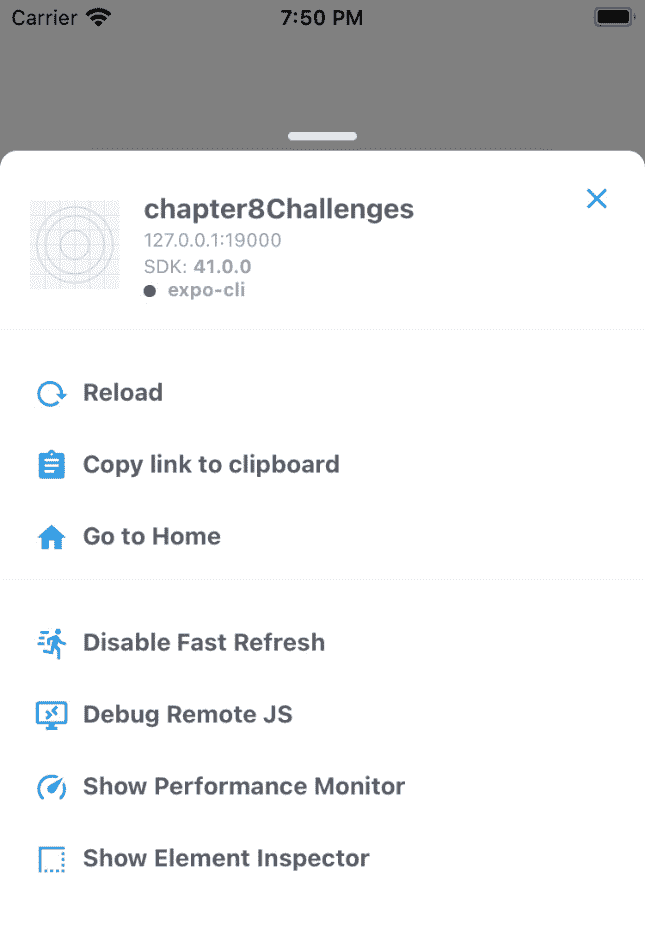 Carrier 7:50 PM
chapter8Challenges
127.0.0.1:19000
SDK: 41.0.0
expo-cli
Reload
Copy link to clipboard
Go to Home
Disable Fast Refresh
Debug Remote JS
Show Performance Monitor
Show Element Inspector